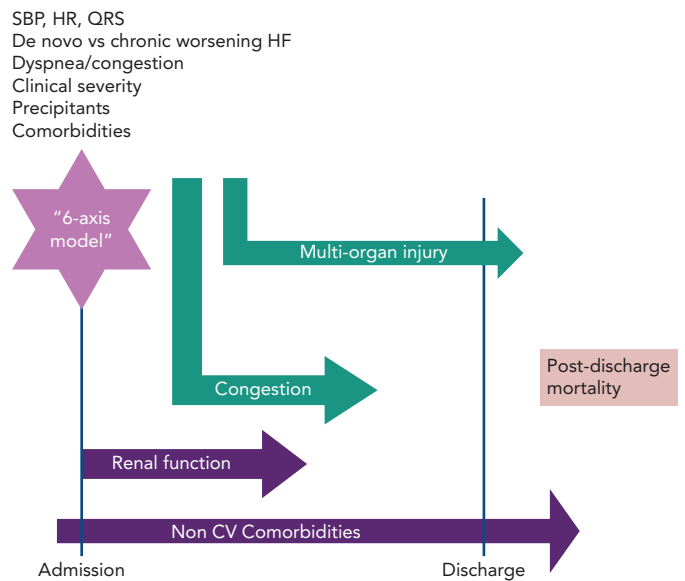 SBP, HR, QRS
De novo vs chronic worsening HF
Dyspnea/congestion
Clinical severity
Precipitants
Comorbidities
“6-axis
model”
Multi-organ injury
Post-discharge
mortality
Congestion
Renal function
Non CV Comorbidities
Admission
Discharge